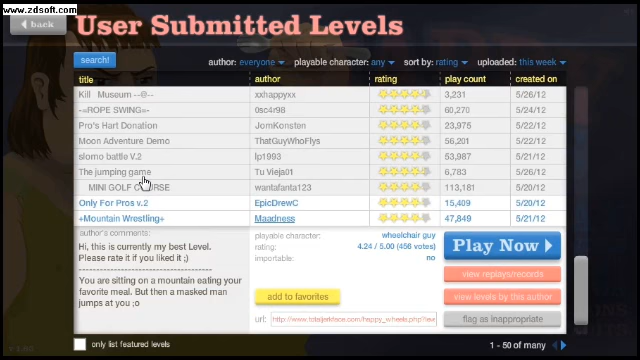 www.zdsoft.com
back
User Submitted Levels
search!
author: everyone playable character: any sort by: rating uploaded: this week
title author rating play count created on
Kill Museum --@-- xxhappyxx 3,231 5/26/12
-=ROPE SWING=- 0sc4r98 60,270 5/24/12
Pro's Hart Donation JomKonsten 23,975 5/22/12
Moon Adventure Demo ThatGuyWhoFlys 56,201 5/22/12
slomo battle V.2 lp1993 53,987 5/21/12
The jumping game Tu Vieja01 6,783 5/26/12
MINI GOLF COURSE wantafanta123 113,181 5/20/12
Only For Pros v.2 EpicDrewC 15,409 5/20/12
+Mountain Wrestling+ Maadness 47,849 5/21/12
author's comments:
Hi, this is currently my best Level.
Please rate it if you liked it ;)
--------------------------------------
You are sitting on a mountain eating your
favorite meal. But then a masked man
jumps at you ;o
playable character: wheelchair guy
rating: 4.24 / 5.00 (456 votes)
importable: no
add to favorites
url: http://www.totaljerkface.com/happy_wheels.php?lev
Play Now
view replays/records
view levels by this author
flag as inappropriate
only list featured levels
1 - 50 of many